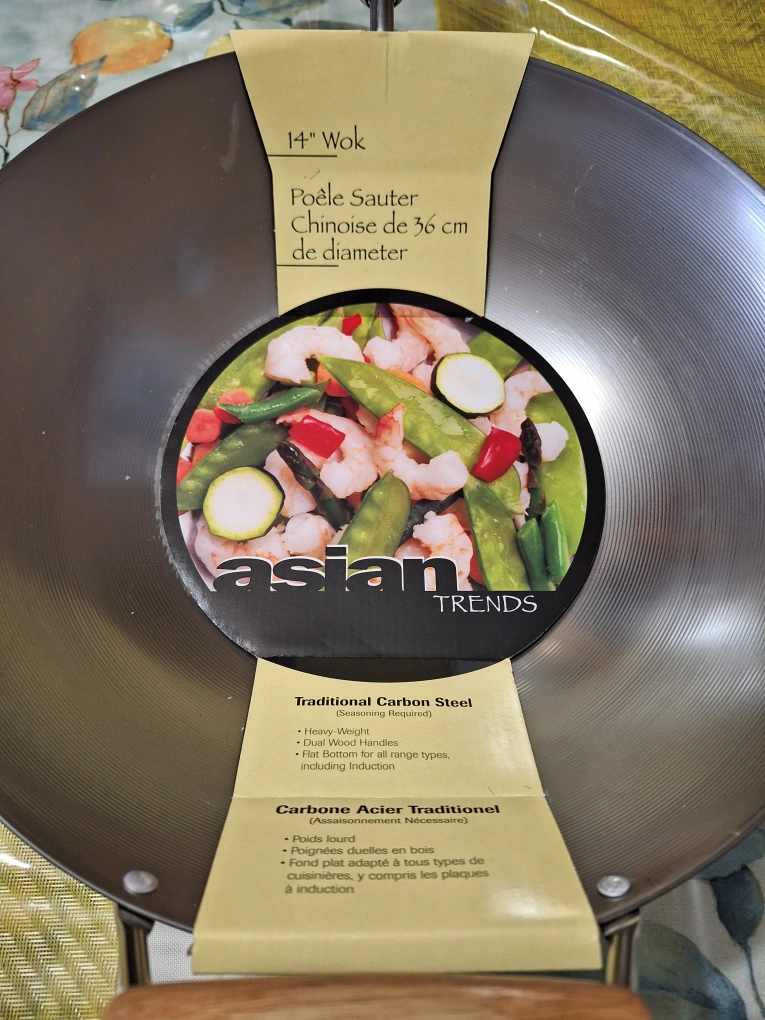 14" Wok
Poêle Sauter
Chinoise de 36 cm
de diameter
asian
TRENDS
Traditional Carbon Steel
(Seasoning Required)
• Heavy-Weight
• Dual Wood Handles
• Flat Bottom for all range types,
including Induction
Carbone Acier Traditionel
(Assaisonnement Nécessaire)
• Poids lourd
• Poignées duelles en bois
• Fond plat adapté à tous types de
cuisinières, y compris les plaques
à induction